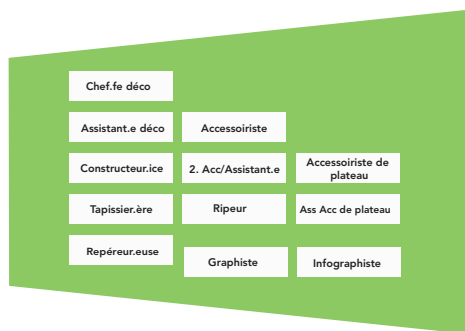 Chef.fe déco
Assistant.e déco
Accessoiriste
Constructeur.ice
2. Acc/Assistant.e
Accessoiriste de
plateau
Tapissier.ère
Ripeur
Ass Acc de plateau
Repéreur.euse
Graphiste
Infographiste